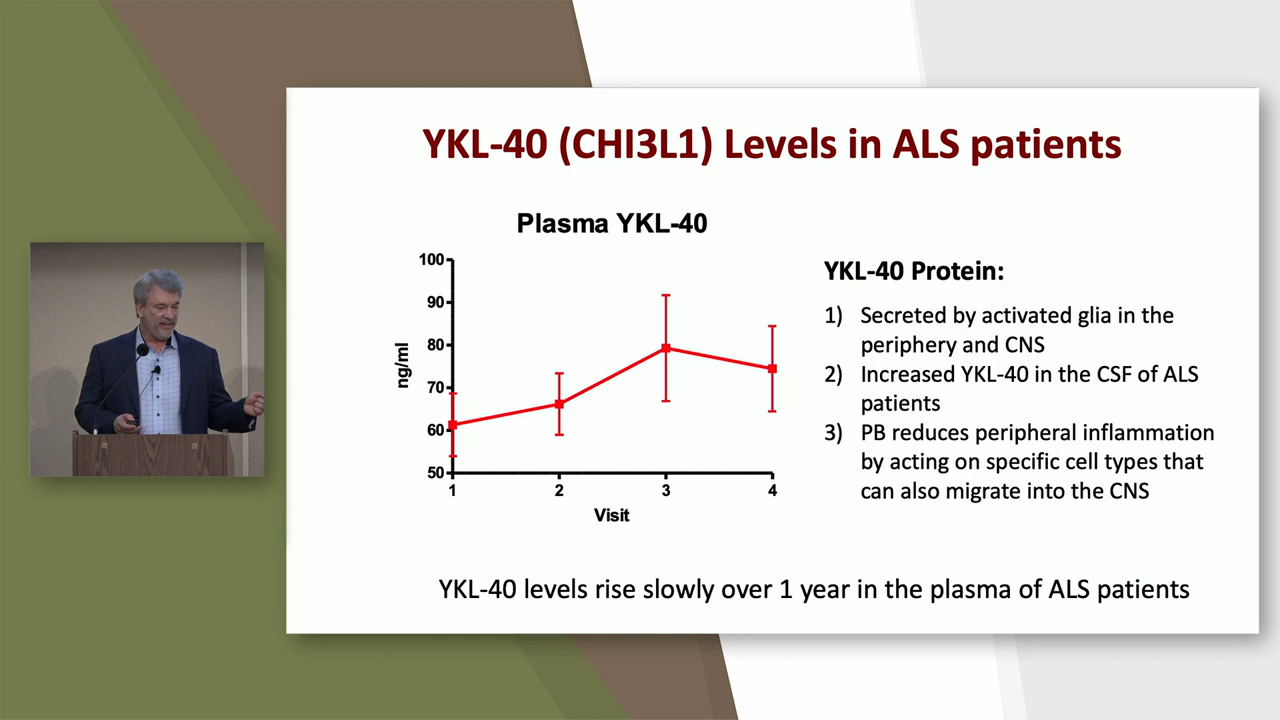 YKL-40 (CHI3L1) Levels in ALS patients
Plasma YKL-40
100
90
80
70
60
50
ng/ml
1
2
3
4
Visit
YKL-40 Protein:
1) Secreted by activated glia in the
periphery and CNS
2) Increased YKL-40 in the CSF of ALS
patients
3) PB reduces peripheral inflammation
by acting on specific cell types that
can also migrate into the CNS
YKL-40 levels rise slowly over 1 year in the plasma of ALS patients